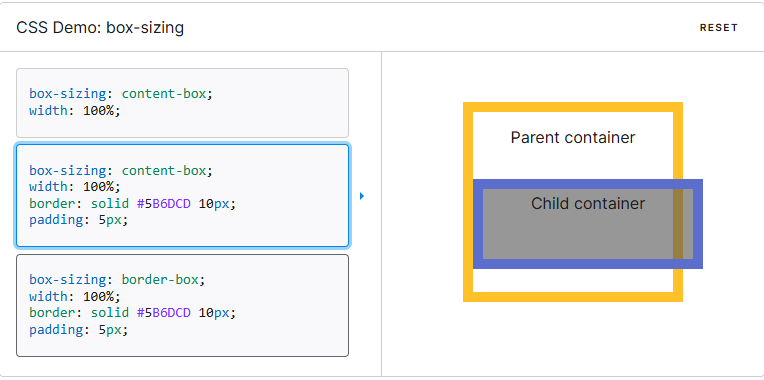 CSS Demo: box-sizing
RESET
box-sizing: content-box;
width: 100%;
box-sizing: content-box;
width: 100%;
border: solid #5B6DCD 10px;
padding: 5px;
box-sizing: border-box;
width: 100%;
border: solid #5B6DCD 10px;
padding: 5px;
Parent container
Child container